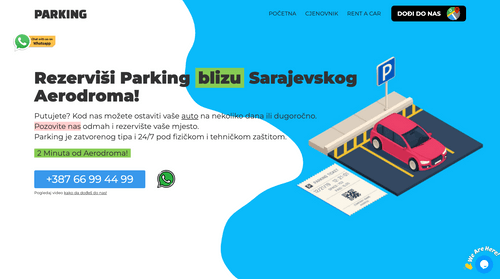 PARKING
POČETNA
CJENOVNIK
RENT A CAR
DOĐI DO NAS
Chat with us on
Whatsapp
Rezerviši Parking blizu Sarajevskog
Aerodroma!
Putujete? Kod nas možete ostaviti vaše auto na nekoliko dana ili dugoročno.
Pozovite nas odmah i rezervište vaše mjesto.
Parking je zatvorenog tipa i 24/7 pod fizičkom i tehničkom zaštitom.
2 Minuta od Aerodroma!
+387 66 99 44 99
Pogledaj video kako da dođeš do nas!
P
PARKING TICKET
We Are Here!